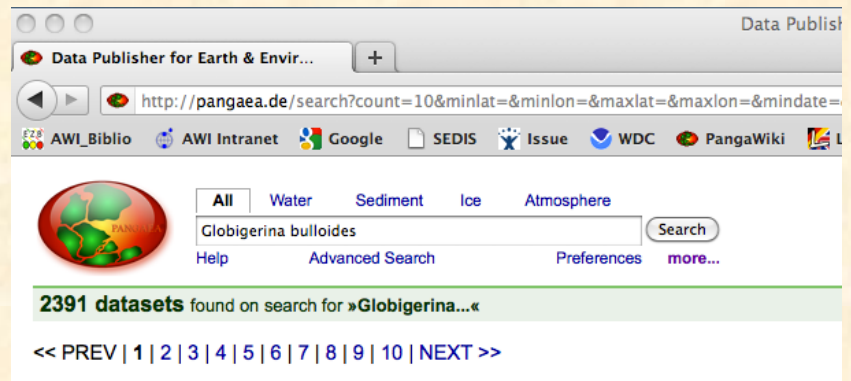 Data Publish
Data Publisher for Earth & Envir... +
http://pangaea.de/search?count=10&minlat=&minlon=&maxlat=&maxlon=&mindate=
AWI_Biblio AWI Intranet Google SEDIS Issue WDC PangaWiki L
All Water Sediment Ice Atmosphere
PANGAEA
Globigerina bulloides Search
Help Advanced Search Preferences more...
2391 datasets found on search for »Globigerina...«
<< PREV | 1 | 2 | 3 | 4 | 5 | 6 | 7 | 8 | 9 | 10 | NEXT >>